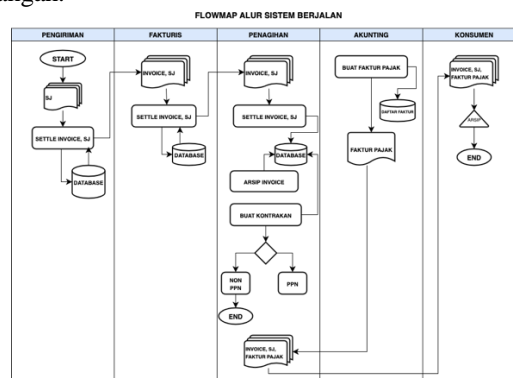 angan.
FLOWMAP ALUR SISTEM BERJALAN
PENGIRIMAN
FAKTURIS
PENAGIHAN
AKUNTING
KONSUMEN
START
SJ
SETTLE INVOICE, SJ
DATABASE
INVOICE, SJ
SETTLE INVOICE, SJ
DATABASE
INVOICE, SJ
SETTLE INVOICE, SJ
DATABASE
ARSIP INVOICE
BUAT KONTRAKAN
NON
PPN
PPN
END
INVOICE, SJ,
FAKTUR PAJAK
BUAT FAKTUR PAJAK
DAFTAR FAKTUR
FAKTUR PAJAK
INVOICE, SJ,
FAKTUR PAJAK
ARSIP
END